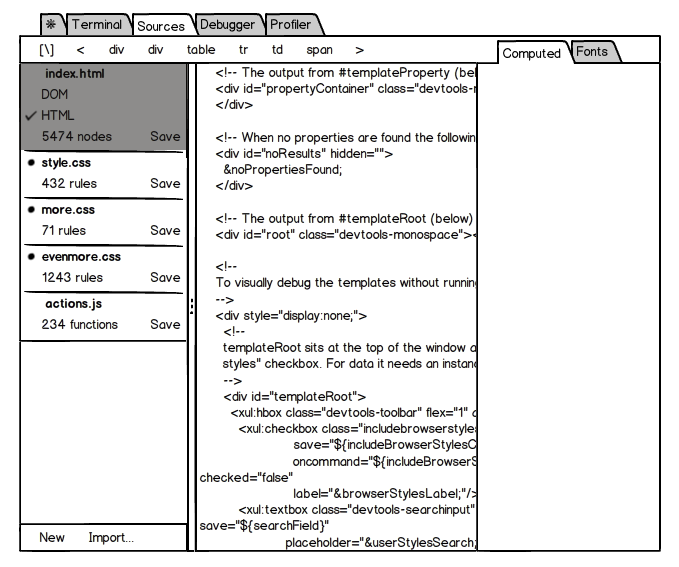 Terminal Sources Debugger Profiler
[\] < div div table tr td span >
Computed Fonts
index.html
DOM
✓ HTML
5474 nodes Save
● style.css
432 rules Save
● more.css
71 rules Save
● evenmore.css
1243 rules Save
actions.js
234 functions Save
New Import...
<!-- The output from #templateProperty (bel
<div id="propertyContainer" class="devtools-r
</div>
<!-- When no properties are found the followin
<div id="noResults" hidden="">
&noPropertiesFound;
</div>
<!-- The output from #templateRoot (below)
<div id="root" class="devtools-monospace"><
<!--
To visually debug the templates without runnin
-->
<div style="display:none;">
<!--
templateRoot sits at the top of the window a
styles" checkbox. For data it needs an instanc
-->
<div id="templateRoot">
<xul:hbox class="devtools-toolbar" flex="1" a
<xul:checkbox class="includebrowserstyles
save="${includeBrowserStylesC
oncommand="${includeBrowserS
checked="false"
label="&browserStylesLabel;"/>
<xul:textbox class="devtools-searchinput"
save="${searchField}"
placeholder="&userStylesSearch;